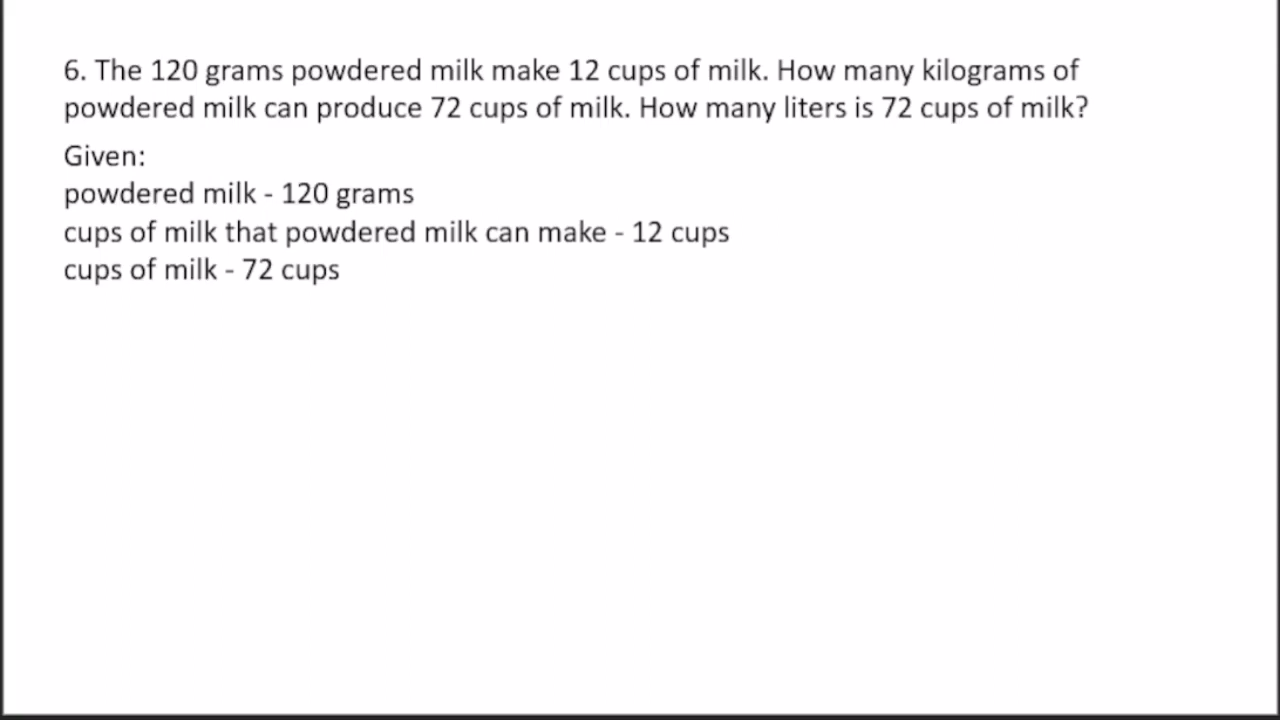 6. The 120 grams powdered milk make 12 cups of milk. How many kilograms of
powdered milk can produce 72 cups of milk. How many liters is 72 cups of milk?
Given:
powdered milk - 120 grams
cups of milk that powdered milk can make - 12 cups
cups of milk - 72 cups